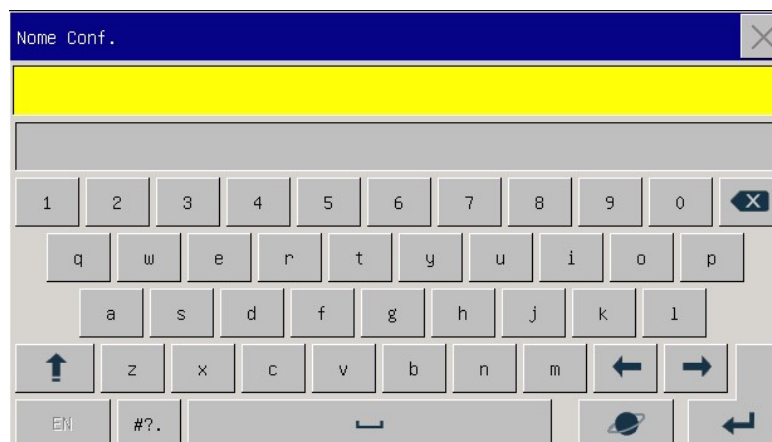 Nome Conf.
1 2 3 4 5 6 7 8 9 0
q w e r t y u i o p
a s d f g h j k l
z x c v b n m
EN #?.